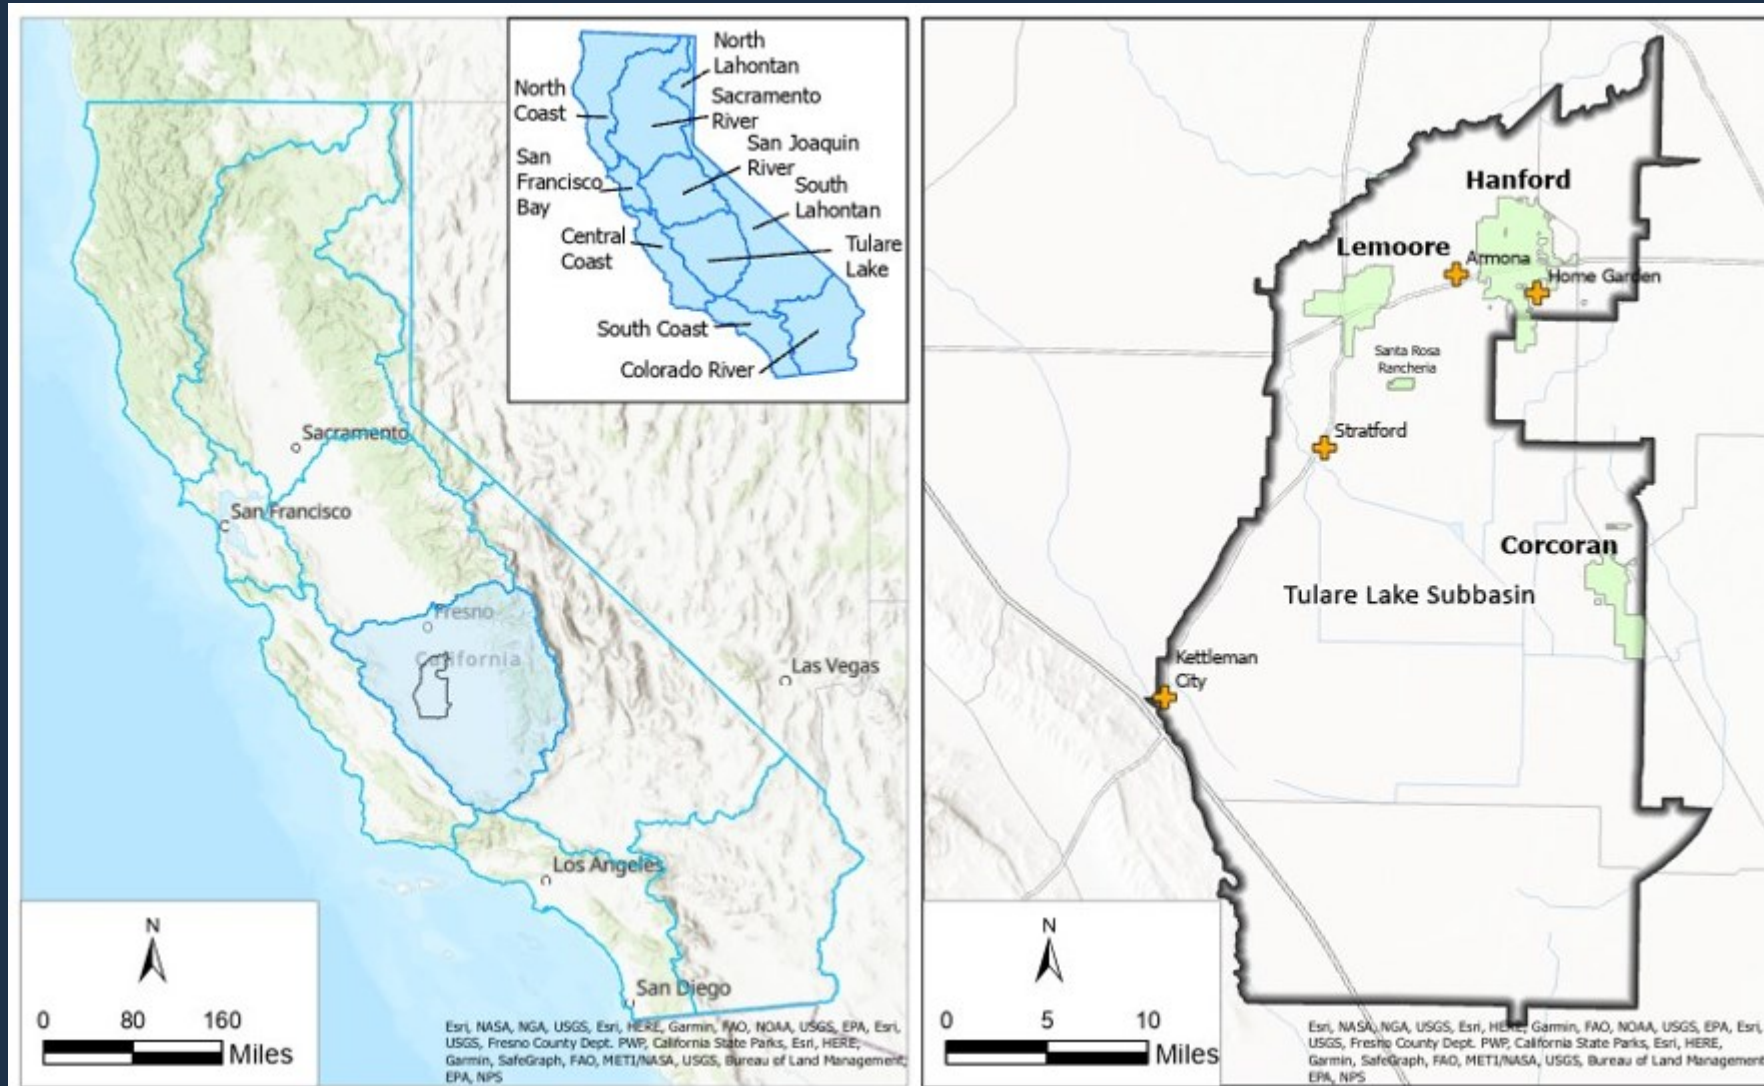 North
Lahontan
North
Coast
Sacramento
River
San Joaquin
River
San
Francisco
Bay
South
Lahontan
Central
Coast
Tulare
Lake
South Coast
Colorado River
Sacramento
San Francisco
Fresno
California
Las Vegas
Los Angeles
San Diego
N
0 80 160
Miles
Esri, NASA, NGA, USGS, Esri, HERE, Garmin, FAO, NOAA, USGS, EPA, Esri,
USGS, Fresno County Dept. PWP, California State Parks, Esri, HERE,
Garmin, SafeGraph, FAO, METI/NASA, USGS, Bureau of Land Management,
EPA, NPS
Hanford
Lemoore
Armona
Home Garden
Santa Rosa
Rancheria
Stratford
Corcoran
Tulare Lake Subbasin
Kettleman
City
N
0 5 10
Miles
Esri, NASA, NGA, USGS, Esri, HERE, Garmin, FAO, NOAA, USGS, EPA, Esri,
USGS, Fresno County Dept. PWP, California State Parks, Esri, HERE,
Garmin, SafeGraph, FAO, METI/NASA, USGS, Bureau of Land Management,
EPA, NPS